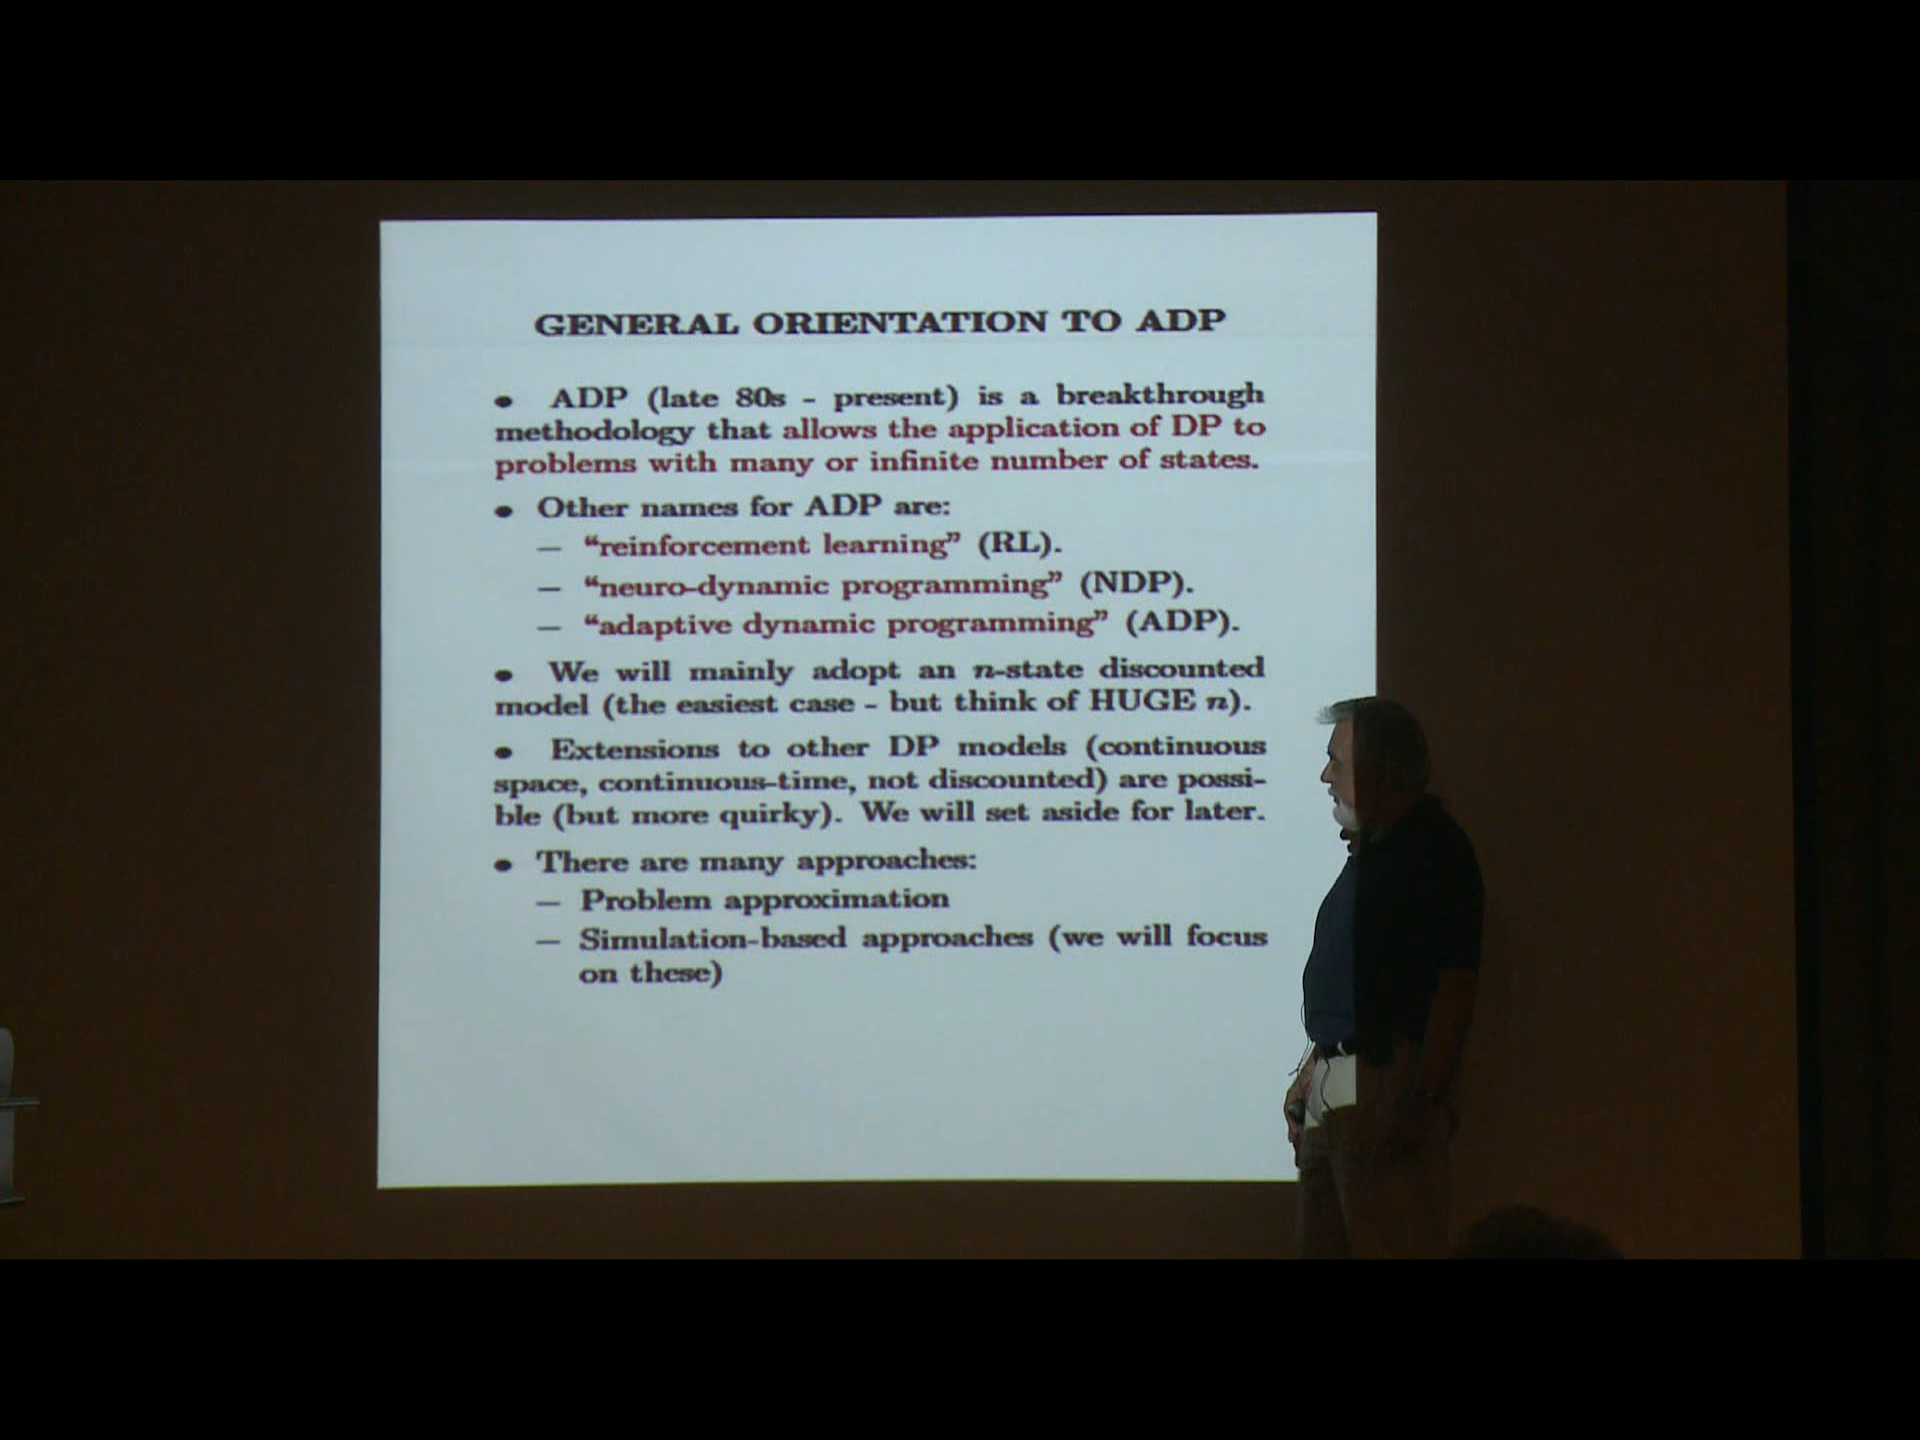 GENERAL ORIENTATION TO ADP
• ADP (late 80s - present) is a breakthrough
methodology that allows the application of DP to
problems with many or infinite number of states.
• Other names for ADP are:
— “reinforcement learning” (RL).
— “neuro-dynamic programming” (NDP).
— “adaptive dynamic programming” (ADP).
• We will mainly adopt an n-state discounted
model (the easiest case - but think of HUGE n).
• Extensions to other DP models (continuous
space, continuous-time, not discounted) are possi-
ble (but more quirky). We will set aside for later.
• There are many approaches:
— Problem approximation
— Simulation-based approaches (we will focus
on these)